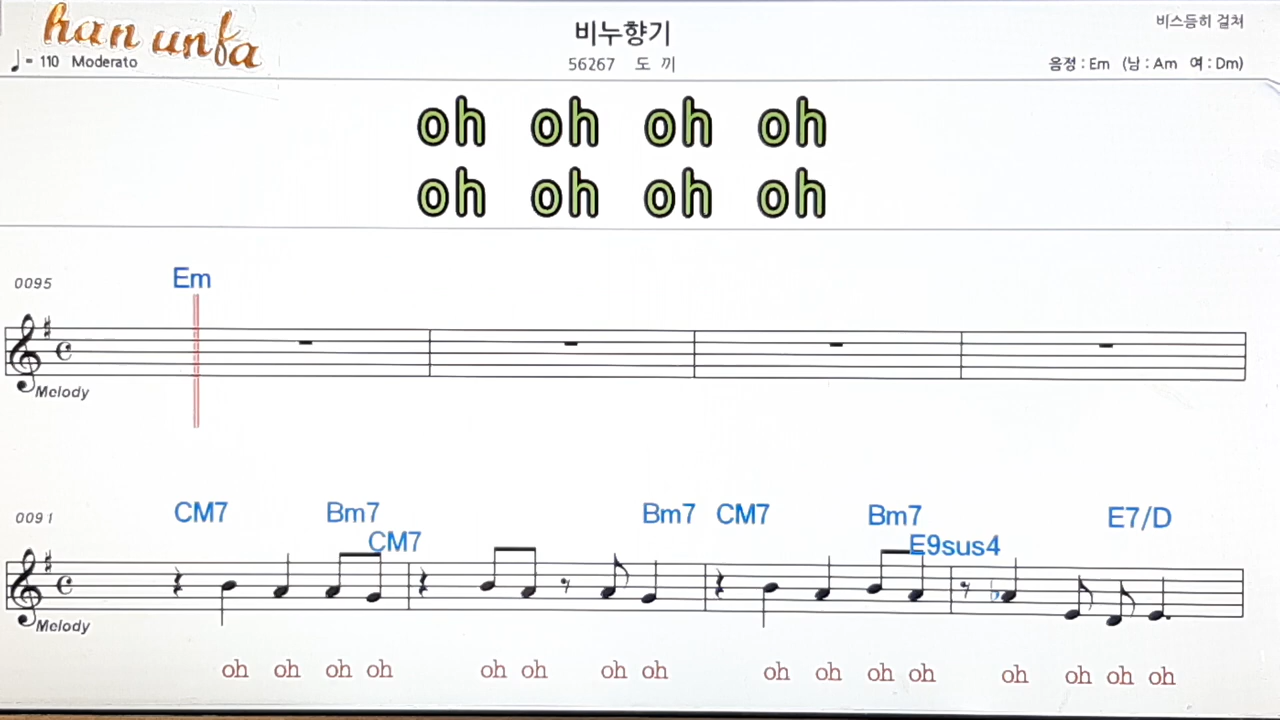 han unfa
비누향기
비스듬히 걸쳐
♩= 110 Moderato
56267 도 끼
음정 : Em (남 : Am 여 : Dm)
oh oh oh oh
oh oh oh oh
0095
Em
Melody
0091
CM7 Bm7 CM7 Bm7 CM7 Bm7 E9sus4 E7/D
Melody
oh oh oh oh oh oh oh oh oh oh oh oh oh oh oh oh